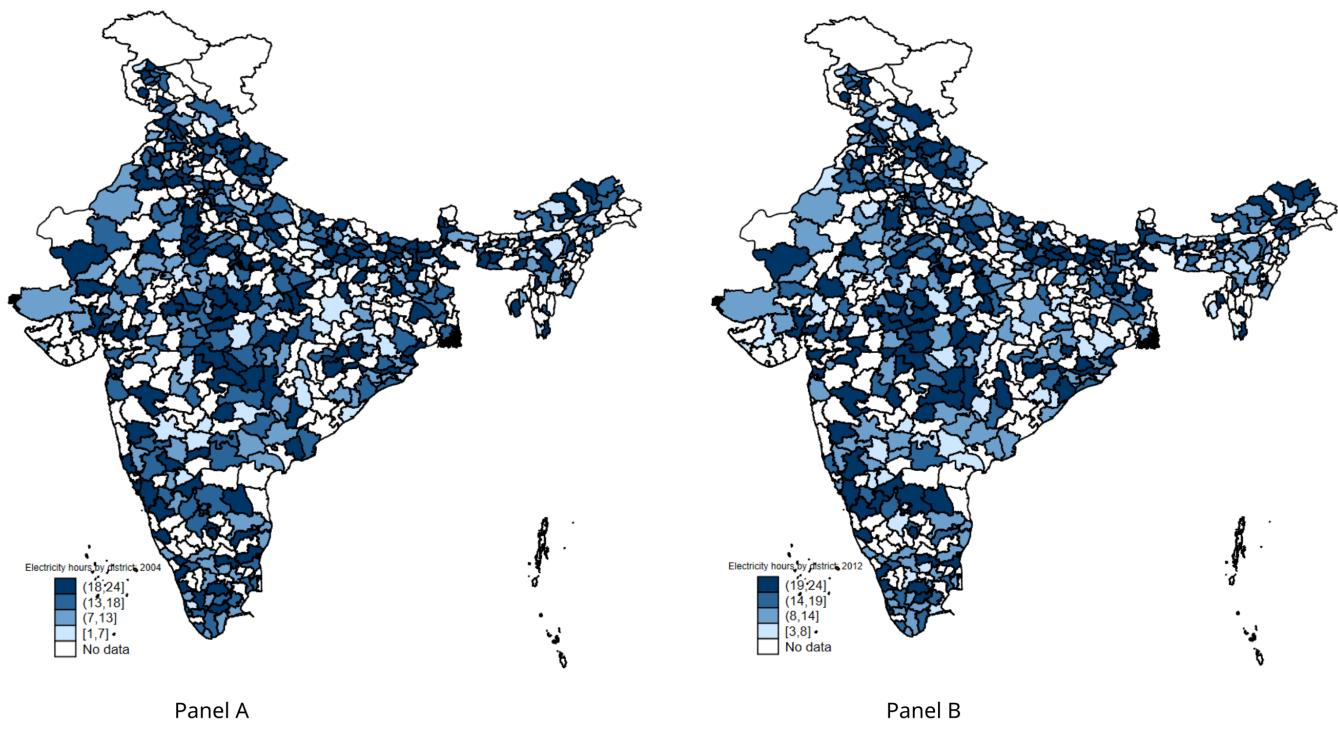 Electricity hours by district, 2004
(18,24]
(13,18]
(7,13]
[1,7]
No data
Panel A
Electricity hours by district, 2012
(19,24]
(14,19]
(8,14]
[3,8]
No data
Panel B